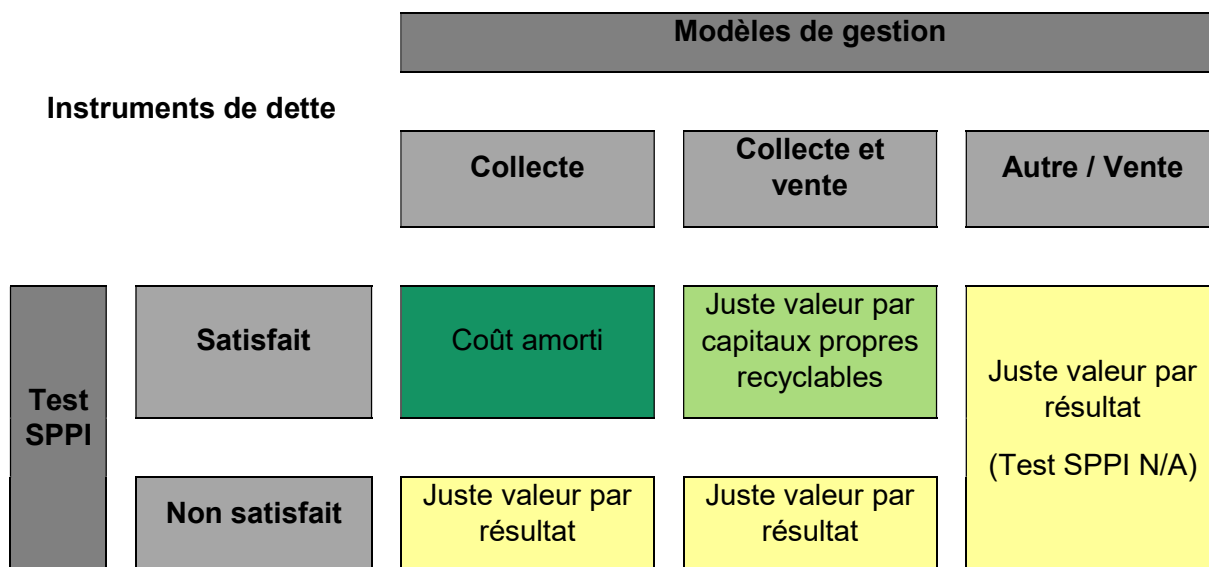 Modèles de gestion
Instruments de dette
Collecte
Collecte et
vente
Autre / Vente
Test
SPPI
Satisfait
Coût amorti
Juste valeur par
capitaux propres
recyclables
Juste valeur par
résultat
(Test SPPI N/A)
Non satisfait
Juste valeur par
résultat
Juste valeur par
résultat